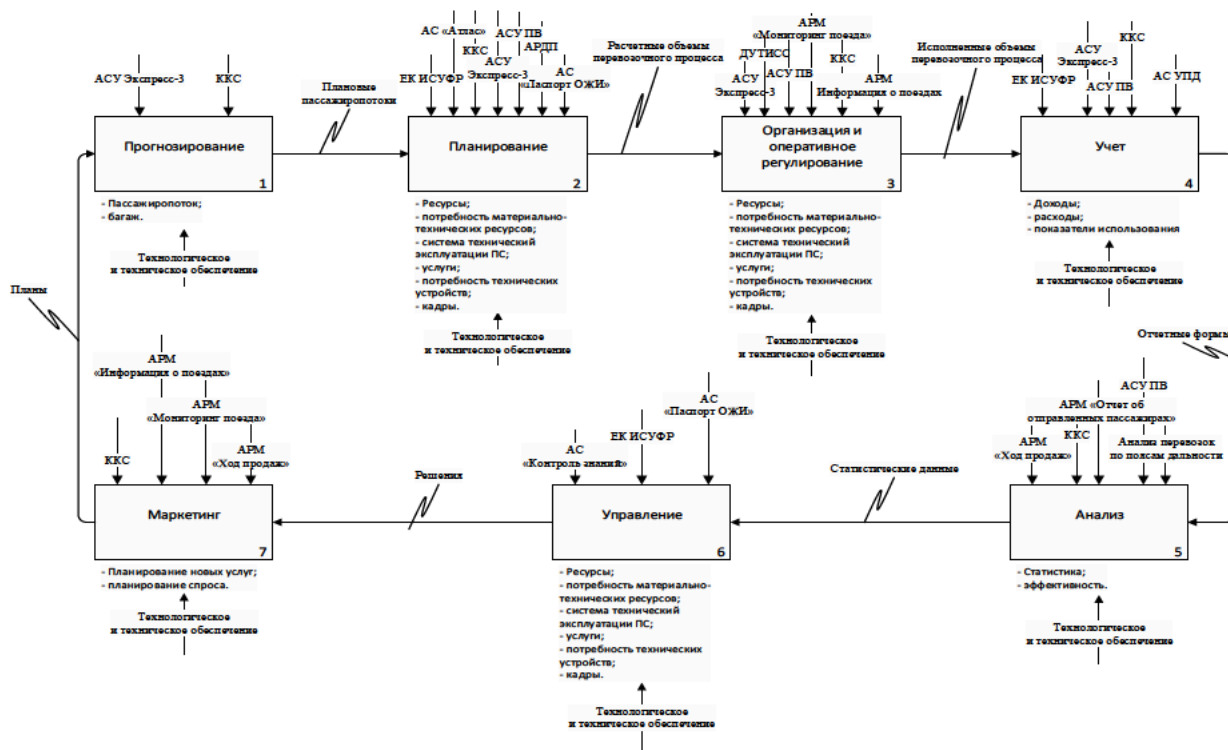 АСУ Экспресс-3
ККС
Прогнозирование
1
- Пассажиропоток;
- багаж.
Технологическое
и техническое обеспечение
Плановые
пассажиропотоки
АС «Атлас»
АСУ ПВ
ККС
АРДП
ЕК ИСУФР
АСУ
Экспресс-3
АС
«Паспорт ОЖИ»
Планирование
2
- Ресурсы;
- потребность материально-
технических ресурсов;
- система технический
эксплуатации ПС;
- услуги;
- потребность технических
устройств;
- кадры.
Технологическое
и техническое обеспечение
Расчетные объемы
перевозочного процесса
АРМ
«Мониторинг поезда»
ДУТИСС
ККС
АСУ
Экспресс-3
АСУ ПВ
АРМ
Информация о поездах
Организация и
оперативное
регулирование
3
- Ресурсы;
- потребность материально-
технических ресурсов;
- система технический
эксплуатации ПС;
- услуги;
- потребность технических
устройств;
- кадры.
Технологическое
и техническое обеспечение
Исполненные объемы
перевозочного процесса
ККС
АСУ
Экспресс-3
ЕК ИСУФР
АСУ ПВ
АС УПД
Учет
4
- Доходы;
- расходы;
- показатели использования
Технологическое
и техническое обеспечение
Отчетные формы
АСУ ПВ
АРМ «Отчет об
отправленных пассажирах»
ККС
АРМ
«Ход продаж»
Анализ перевозок
по поясам дальности
Анализ
5
- Статистика;
- эффективность.
Технологическое
и техническое обеспечение
Статистические данные
АС
«Паспорт ОЖИ»
ЕК ИСУФР
АС
«Контроль знаний»
Управление
6
- Ресурсы;
- потребность материально-
технических ресурсов;
- система технический
эксплуатации ПС;
- услуги;
- потребность технических
устройств;
- кадры.
Технологическое
и техническое обеспечение
Решения
АРМ
«Информация о поездах»
АРМ
«Мониторинг поезда»
ККС
АРМ
«Ход продаж»
Маркетинг
7
- Планирование новых услуг;
- планирование спроса.
Технологическое
и техническое обеспечение
Планы